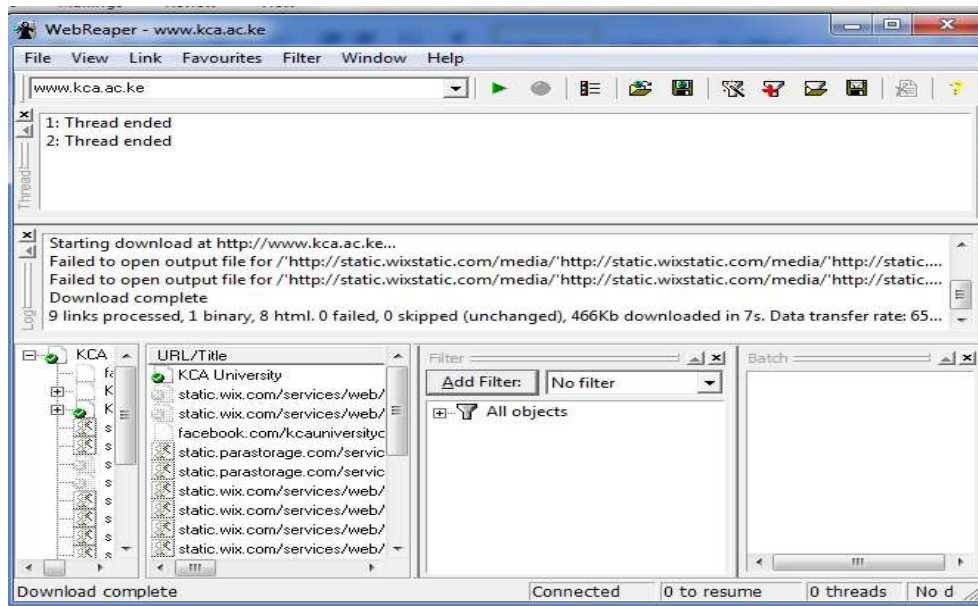 WebReaper - www.kca.ac.ke
File View Link Favourites Filter Window Help
www.kca.ac.ke
1: Thread ended
2: Thread ended
Thread
Starting download at http://www.kca.ac.ke...
Failed to open output file for /'http://static.wixstatic.com/media/'http://static.wixstatic.com/media/'http://static....
Failed to open output file for /'http://static.wixstatic.com/media/'http://static.wixstatic.com/media/'http://static....
Download complete
9 links processed, 1 binary, 8 html. 0 failed, 0 skipped (unchanged), 466Kb downloaded in 7s. Data transfer rate: 65...
Log
KCA
fa
K
K
s
s
s
s
s
s
s
s
URL/Title
KCA University
static.wix.com/services/web/
static.wix.com/services/web/
facebook.com/kcauniversityc
static.parastorage.com/servic
static.parastorage.com/servic
static.wix.com/services/web/
static.wix.com/services/web/
static.wix.com/services/web/
static.wix.com/services/web/
Filter
Add Filter: No filter
All objects
Batch
Download complete Connected 0 to resume 0 threads No d